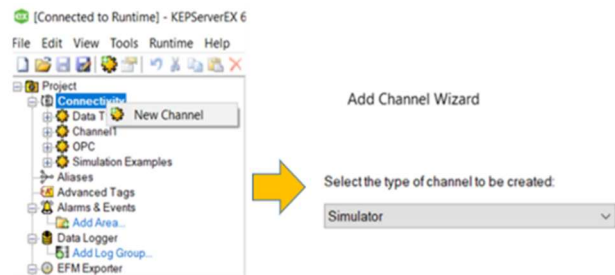 [Connected to Runtime] - KEPServerEX 6
File Edit View Tools Runtime Help
Project
Connectivity
Data T
New Channel
Channel1
OPC
Simulation Examples
Aliases
Advanced Tags
Alarms & Events
Add Area...
Data Logger
Add Log Group...
EFM Exporter
Add Channel Wizard
Select the type of channel to be created:
Simulator